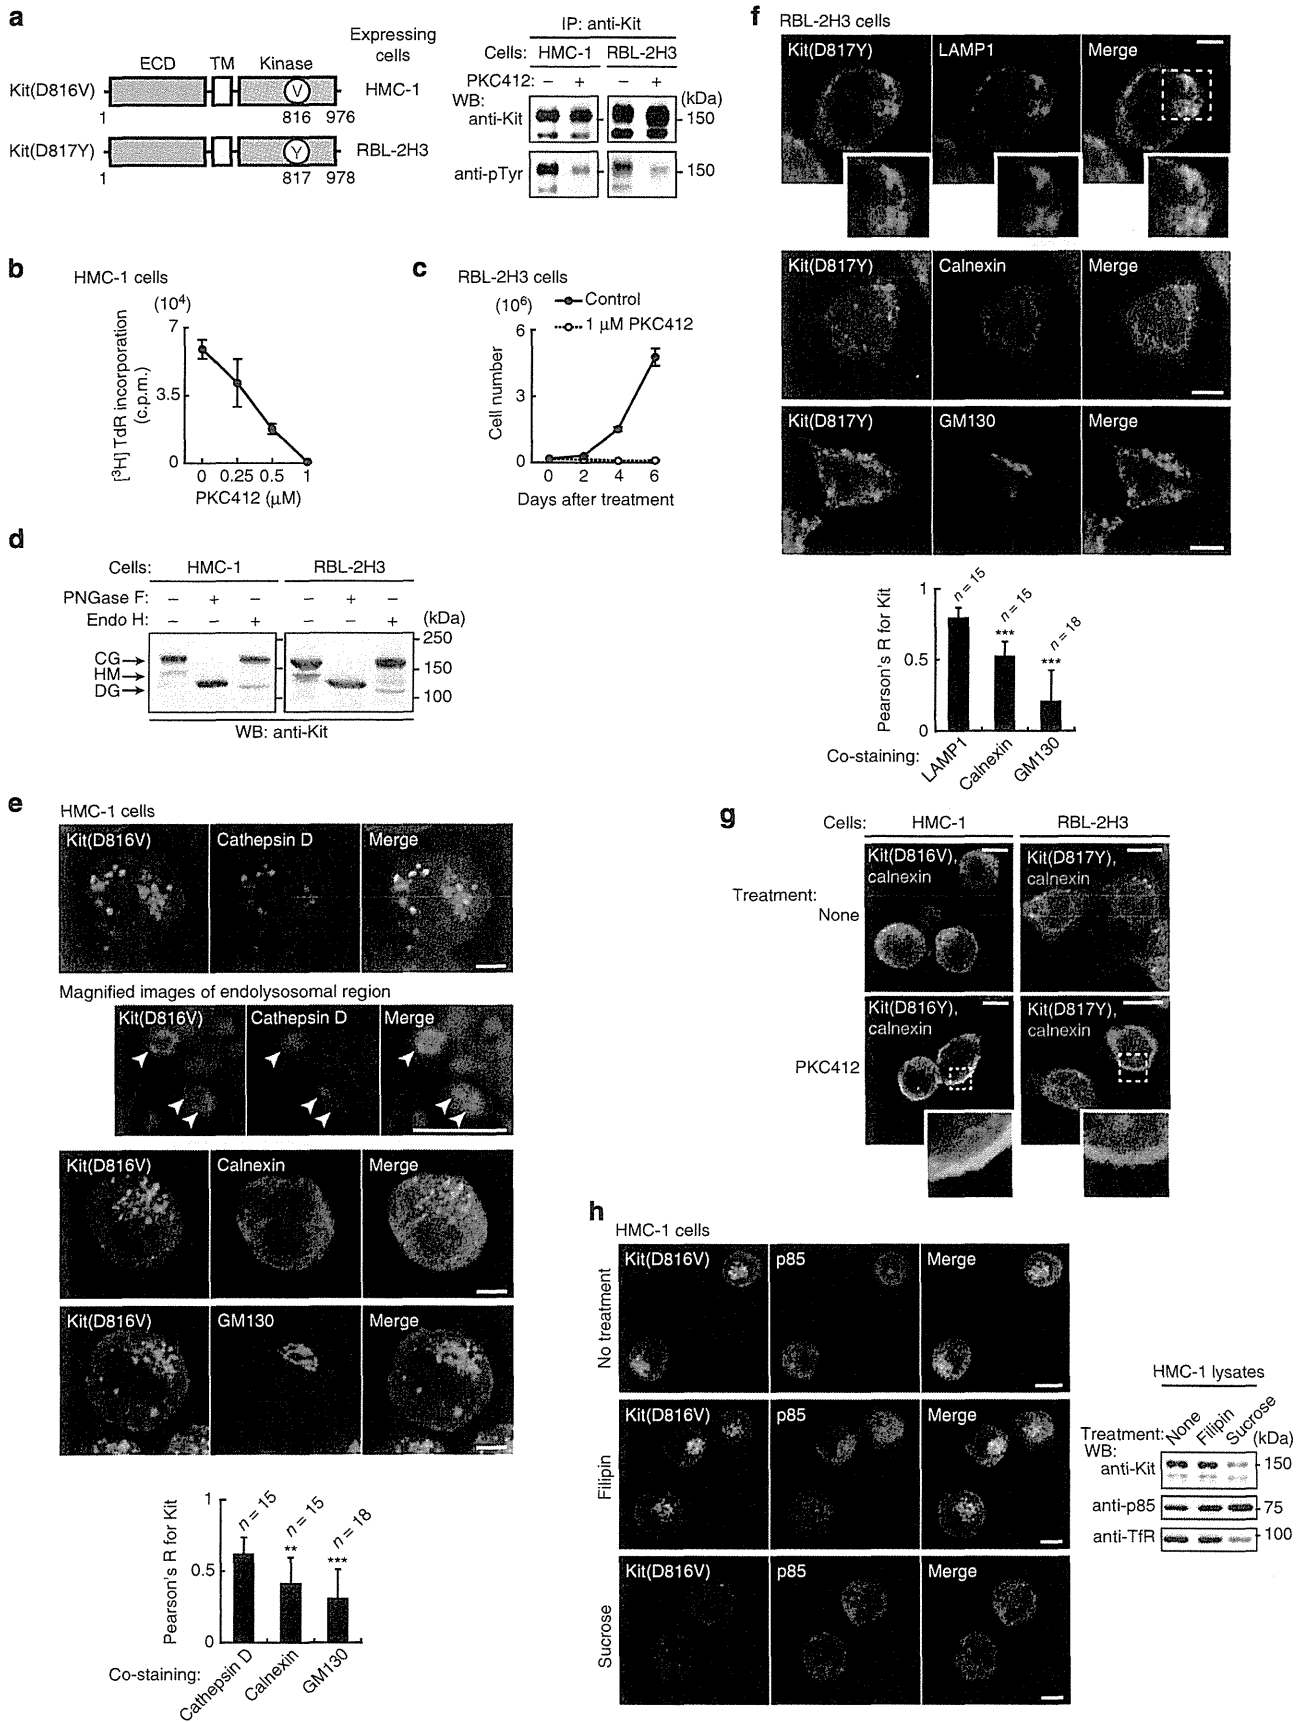 a
ECD TM Kinase
Expressing
cells
Kit(D816V) V HMC-1
1 816 976
Kit(D817Y) Y RBL-2H3
1 817 978
IP: anti-Kit
Cells: HMC-1 RBL-2H3
PKC412: – + – +
WB: (kDa)
anti-Kit 150
anti-pTyr 150
b
HMC-1 cells
(10⁴)
7
3.5
0
[³H] TdR incorporation
(c.p.m.)
0 0.25 0.5 1
PKC412 (μM)
c
RBL-2H3 cells
(10⁶)
Control
1 μM PKC412
6
3
0
Cell number
0 2 4 6
Days after treatment
d
Cells: HMC-1 RBL-2H3
PNGase F: – + – – + –
Endo H: – – + – – + (kDa)
CG
HM
DG
250
150
100
WB: anti-Kit
e
HMC-1 cells
Kit(D816V) Cathepsin D Merge
Magnified images of endolysosomal region
Kit(D816V) Cathepsin D Merge
Kit(D816V) Calnexin Merge
Kit(D816V) GM130 Merge
Pearson's R for Kit
1
0.5
0
n = 15
n = 15
n = 18
**
***
Co-staining: Cathepsin D Calnexin GM130
f
RBL-2H3 cells
Kit(D817Y) LAMP1 Merge
Kit(D817Y) Calnexin Merge
Kit(D817Y) GM130 Merge
Pearson's R for Kit
1
0.5
0
n = 15
n = 15
n = 18
***
***
Co-staining: LAMP1 Calnexin GM130
g
Cells: HMC-1 RBL-2H3
Treatment:
None
Kit(D816V), Kit(D817Y),
calnexin calnexin
PKC412
Kit(D816Y), Kit(D817Y),
calnexin calnexin
h
HMC-1 cells
No treatment
Kit(D816V) p85 Merge
Filipin
Kit(D816V) p85 Merge
Sucrose
Kit(D816V) p85 Merge
HMC-1 lysates
Treatment: None Filipin Sucrose
WB: (kDa)
anti-Kit 150
anti-p85 75
anti-TfR 100